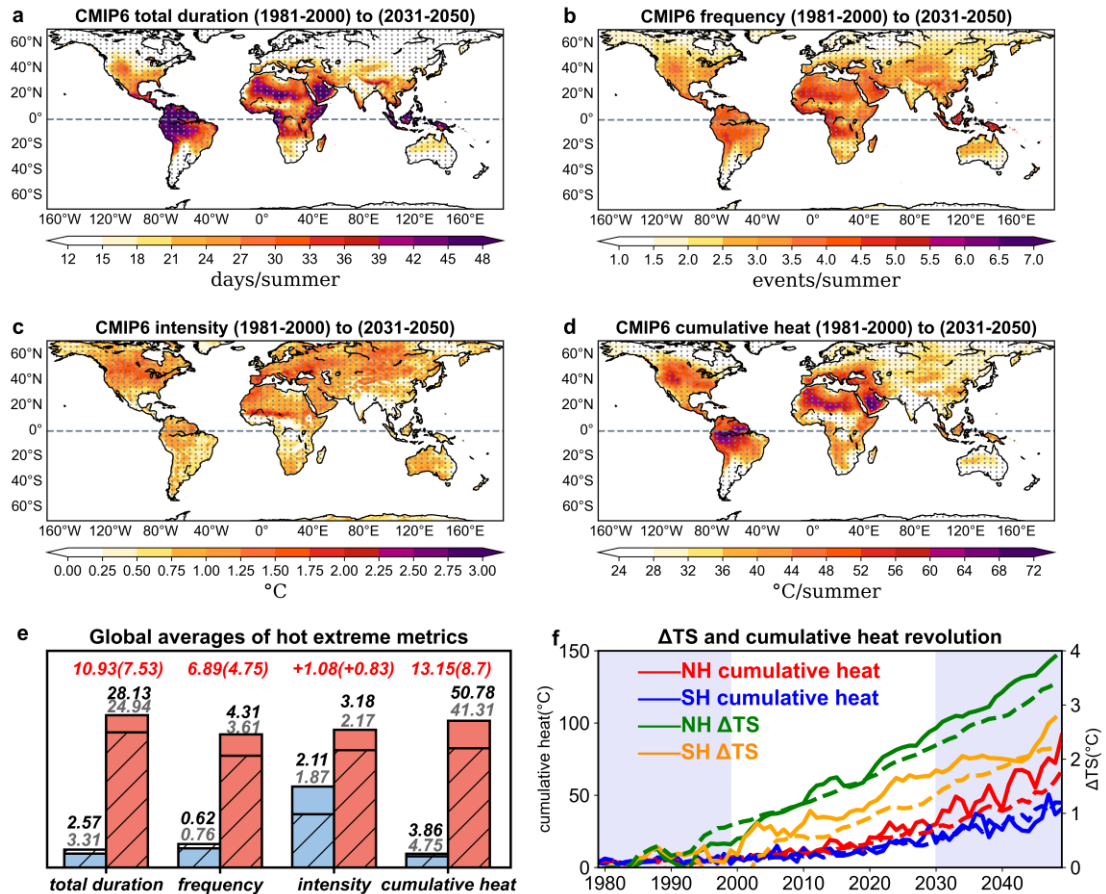 a CMIP6 total duration (1981-2000) to (2031-2050)
60°N
40°N
20°N
0°
20°S
40°S
60°S
160°W 120°W 80°W 40°W 0° 40°E 80°E 120°E 160°E
12 15 18 21 24 27 30 33 36 39 42 45 48
days/summer
b CMIP6 frequency (1981-2000) to (2031-2050)
60°N
40°N
20°N
0°
20°S
40°S
60°S
160°W 120°W 80°W 40°W 0° 40°E 80°E 120°E 160°E
1.0 1.5 2.0 2.5 3.0 3.5 4.0 4.5 5.0 5.5 6.0 6.5 7.0
events/summer
c CMIP6 intensity (1981-2000) to (2031-2050)
60°N
40°N
20°N
0°
20°S
40°S
60°S
160°W 120°W 80°W 40°W 0° 40°E 80°E 120°E 160°E
0.00 0.25 0.50 0.75 1.00 1.25 1.50 1.75 2.00 2.25 2.50 2.75 3.00
°C
d CMIP6 cumulative heat (1981-2000) to (2031-2050)
60°N
40°N
20°N
0°
20°S
40°S
60°S
160°W 120°W 80°W 40°W 0° 40°E 80°E 120°E 160°E
24 28 32 36 40 44 48 52 56 60 64 68 72
°C/summer
e Global averages of hot extreme metrics
10.93(7.53) 6.89(4.75) +1.08(+0.83) 13.15(8.7)
28.13
24.94
2.57
3.31
4.31
3.61
0.62
0.76
3.18
2.17
2.11
1.87
50.78
41.31
3.86
4.75
total duration frequency intensity cumulative heat
f ΔTS and cumulative heat revolution
NH cumulative heat
SH cumulative heat
NH ΔTS
SH ΔTS
cumulative heat(°C)
150
100
50
0
ΔTS(°C)
4
3
2
1
0
1980 1990 2000 2010 2020 2030 2040